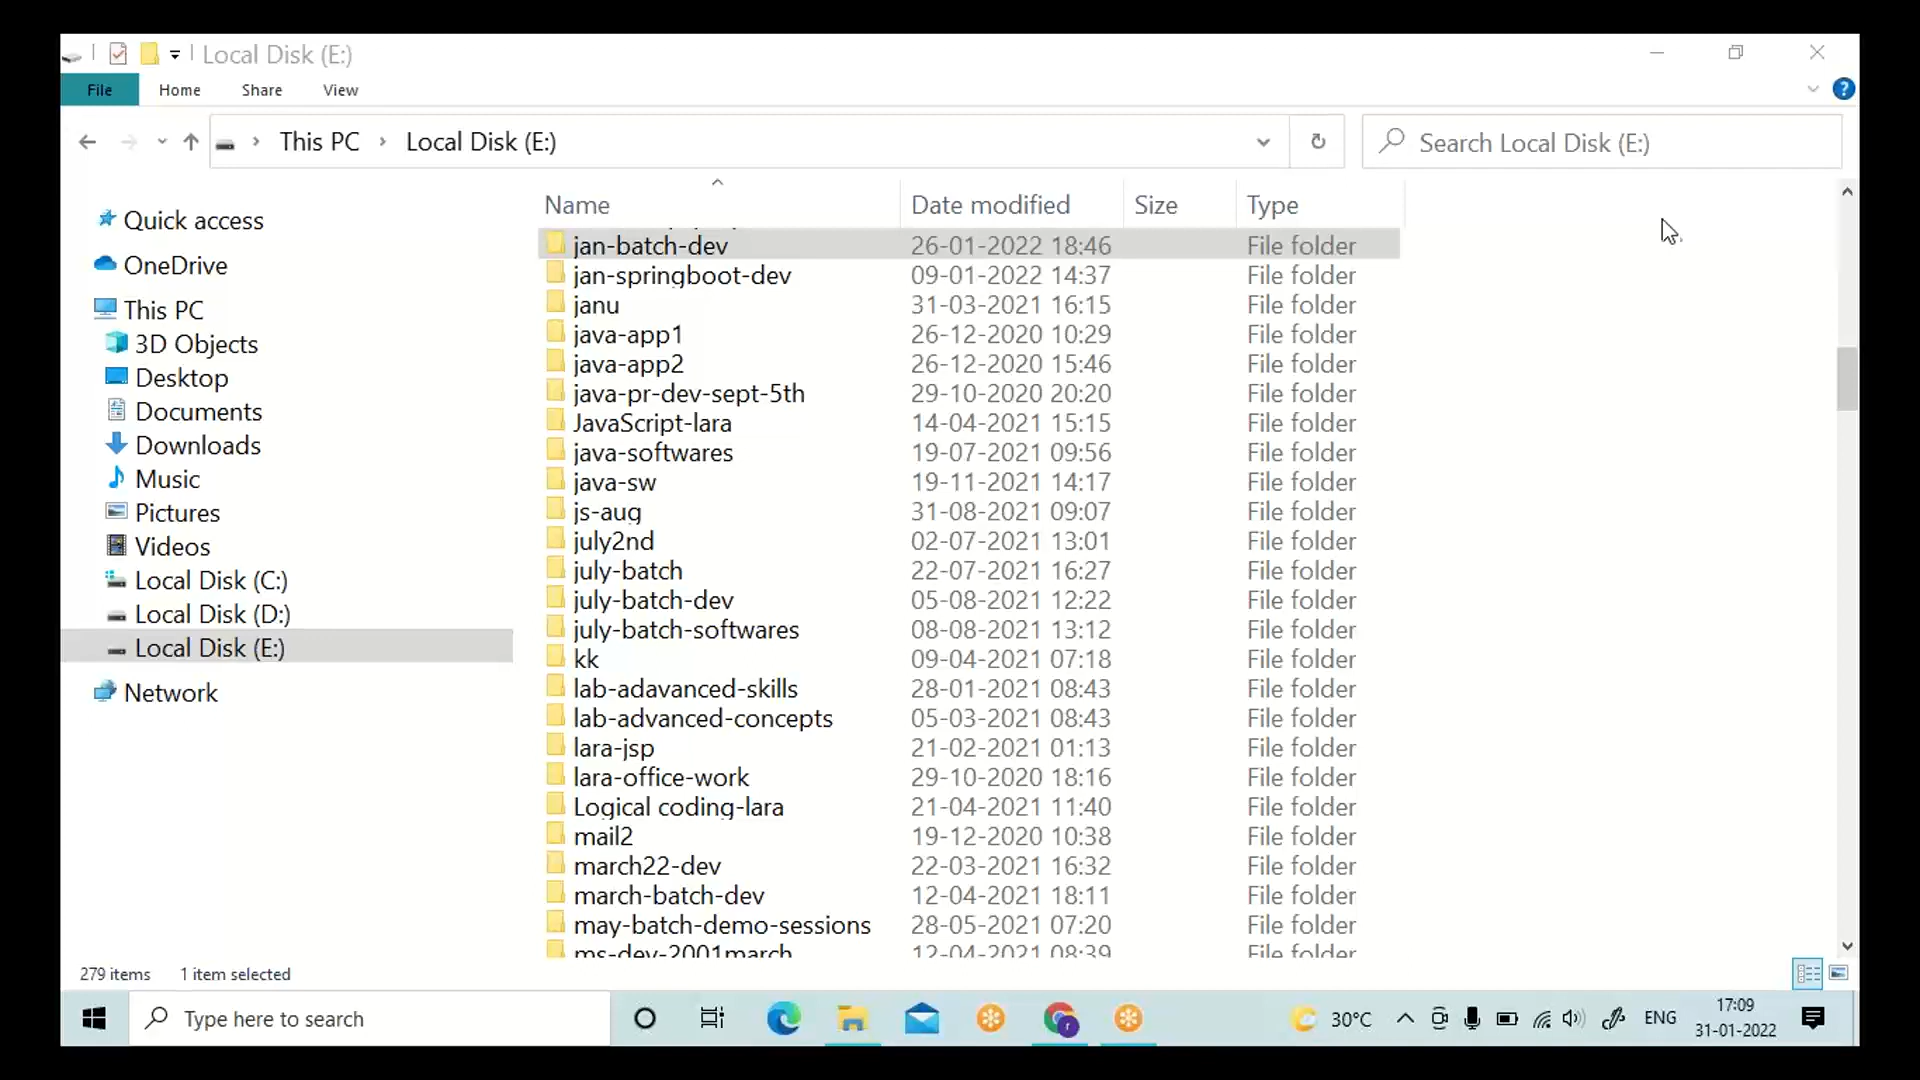 Local Disk (E:)
File Home Share View
This PC Local Disk (E:) Search Local Disk (E:)
Quick access
OneDrive
This PC
3D Objects
Desktop
Documents
Downloads
Music
Pictures
Videos
Local Disk (C:)
Local Disk (D:)
Local Disk (E:)
Network
Name Date modified Size Type
jan-batch-dev 26-01-2022 18:46 File folder
jan-springboot-dev 09-01-2022 14:37 File folder
janu 31-03-2021 16:15 File folder
java-app1 26-12-2020 10:29 File folder
java-app2 26-12-2020 15:46 File folder
java-pr-dev-sept-5th 29-10-2020 20:20 File folder
JavaScript-lara 14-04-2021 15:15 File folder
java-softwares 19-07-2021 09:56 File folder
java-sw 19-11-2021 14:17 File folder
js-aug 31-08-2021 09:07 File folder
july2nd 02-07-2021 13:01 File folder
july-batch 22-07-2021 16:27 File folder
july-batch-dev 05-08-2021 12:22 File folder
july-batch-softwares 08-08-2021 13:12 File folder
kk 09-04-2021 07:18 File folder
lab-adavanced-skills 28-01-2021 08:43 File folder
lab-advanced-concepts 05-03-2021 08:43 File folder
lara-jsp 21-02-2021 01:13 File folder
lara-office-work 29-10-2020 18:16 File folder
Logical coding-lara 21-04-2021 11:40 File folder
mail2 19-12-2020 10:38 File folder
march22-dev 22-03-2021 16:32 File folder
march-batch-dev 12-04-2021 18:11 File folder
may-batch-demo-sessions 28-05-2021 07:20 File folder
ms-dev-2001march 12-04-2021 08:39 File folder
279 items 1 item selected
Type here to search 30°C ENG 17:09
31-01-2022